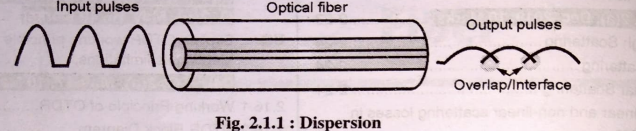 Input pulses
Optical fiber
Output pulses
Overlap/Interface
Fig. 2.1.1 : Dispersion